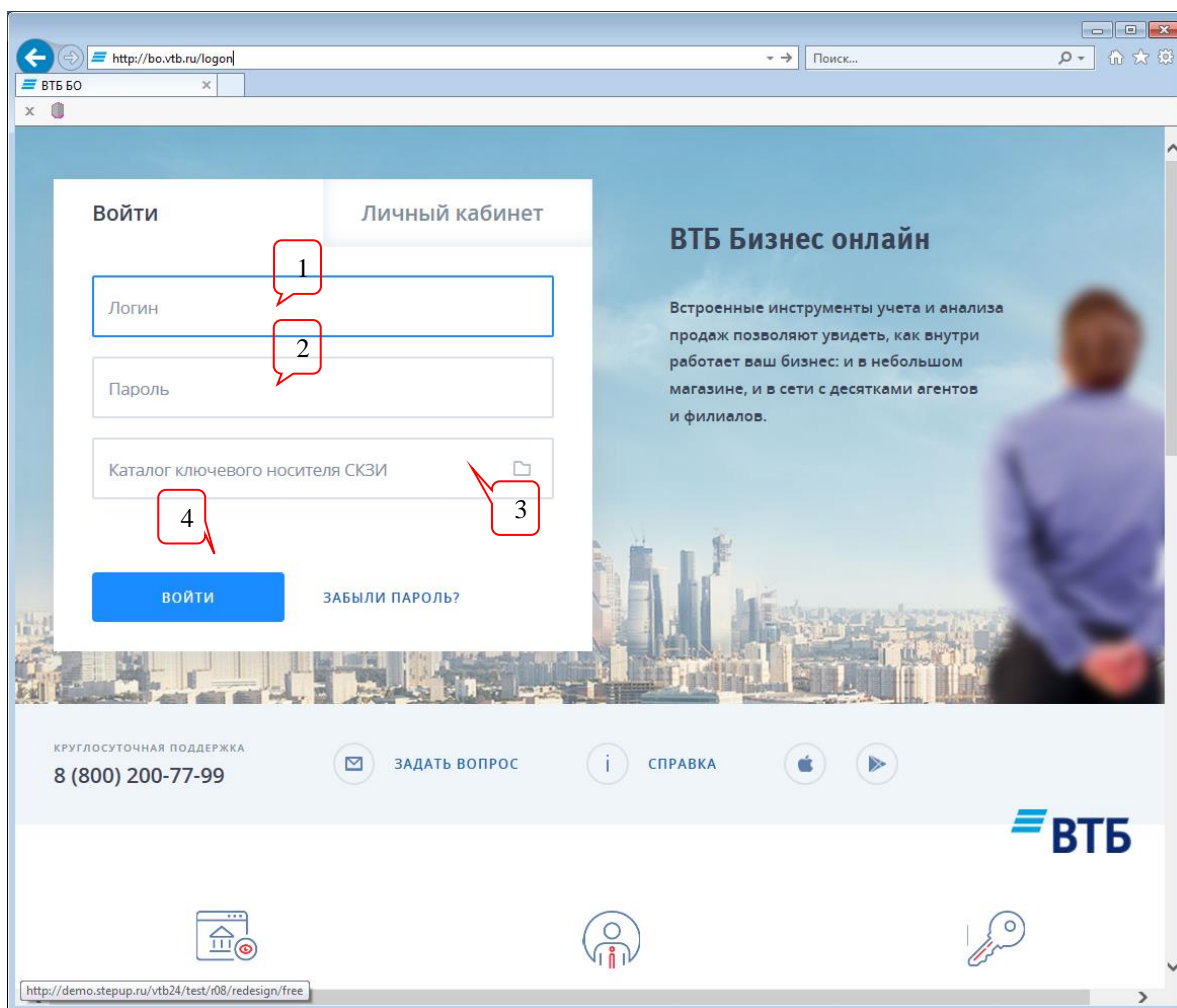 http://bo.vtb.ru/logon
Поиск...
ВТБ БО
Войти
Личный кабинет
1
Логин
2
Пароль
Каталог ключевого носителя СКЗИ
3
4
ВОЙТИ
ЗАБЫЛИ ПАРОЛЬ?
ВТБ Бизнес онлайн
Встроенные инструменты учета и анализа
продаж позволяют увидеть, как внутри
работает ваш бизнес: и в небольшом
магазине, и в сети с десятками агентов
и филиалов.
КРУГЛОСУТОЧНАЯ ПОДДЕРЖКА
8 (800) 200-77-99
ЗАДАТЬ ВОПРОС
i
СПРАВКА
ВТБ
http://demo.stepup.ru/vtb24/test/r08/redesign/free